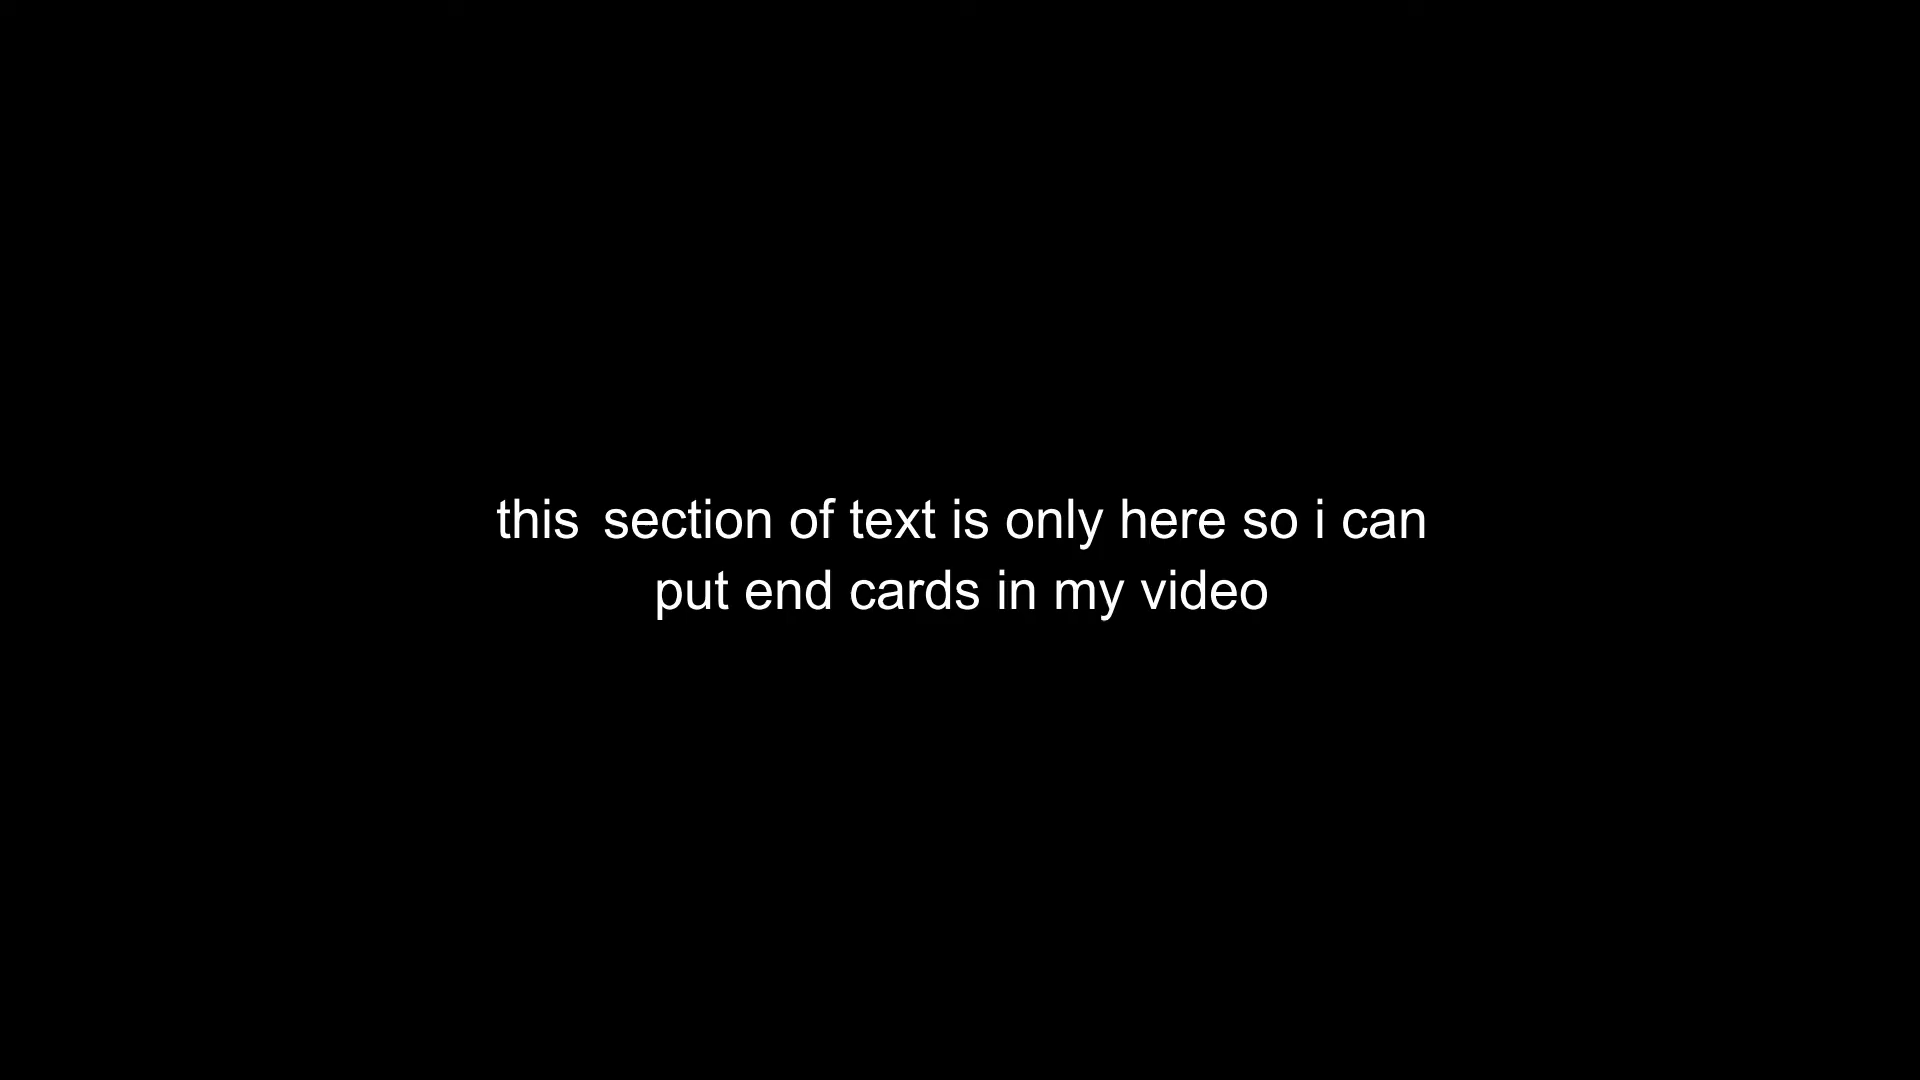 this section of text is only here so i can
put end cards in my video